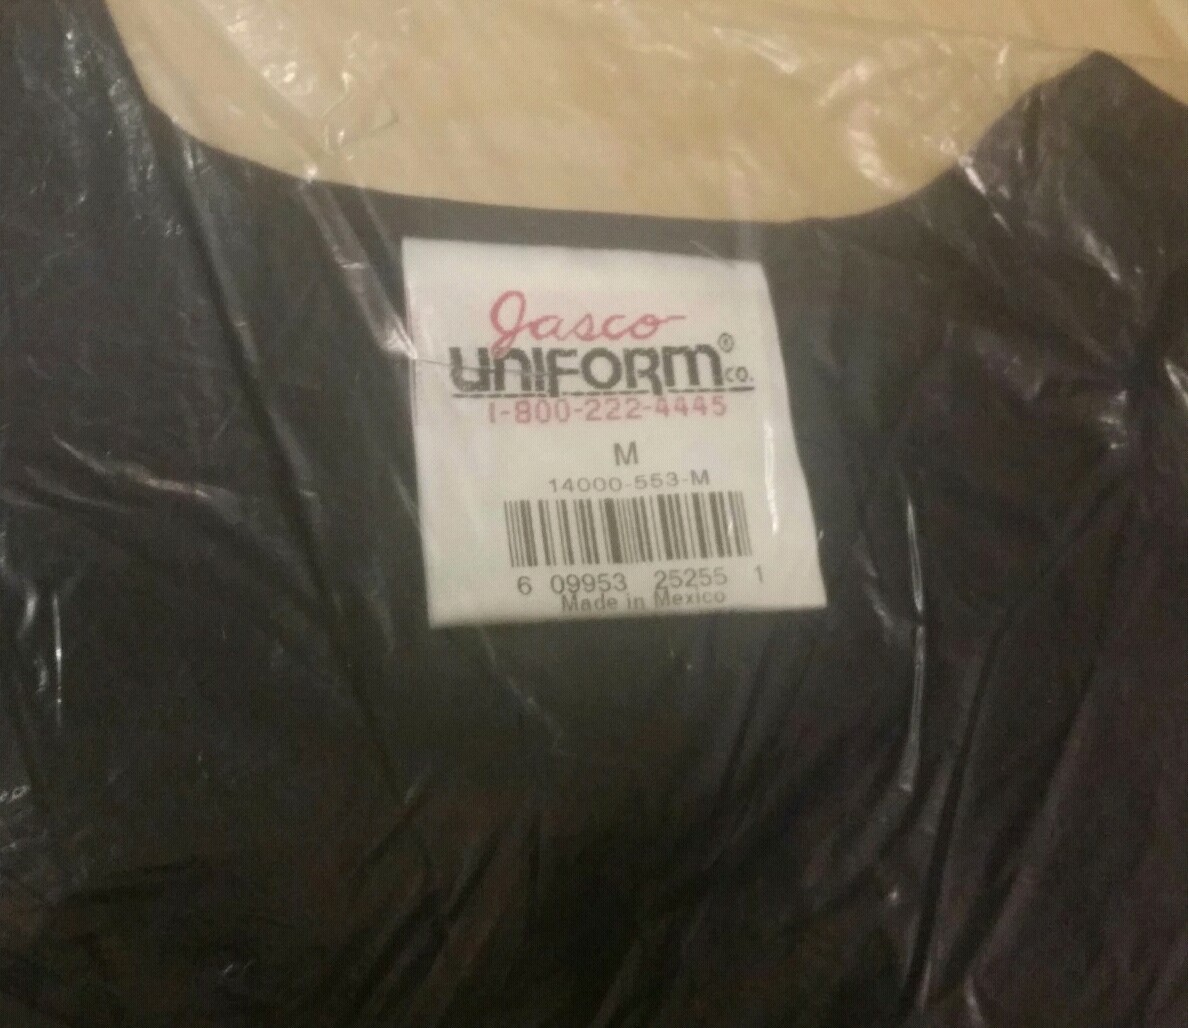 Jasco
UNIFORM® CO.
1-800-222-4445
M
14000-553-M
6 09953 25255 1
Made in Mexico